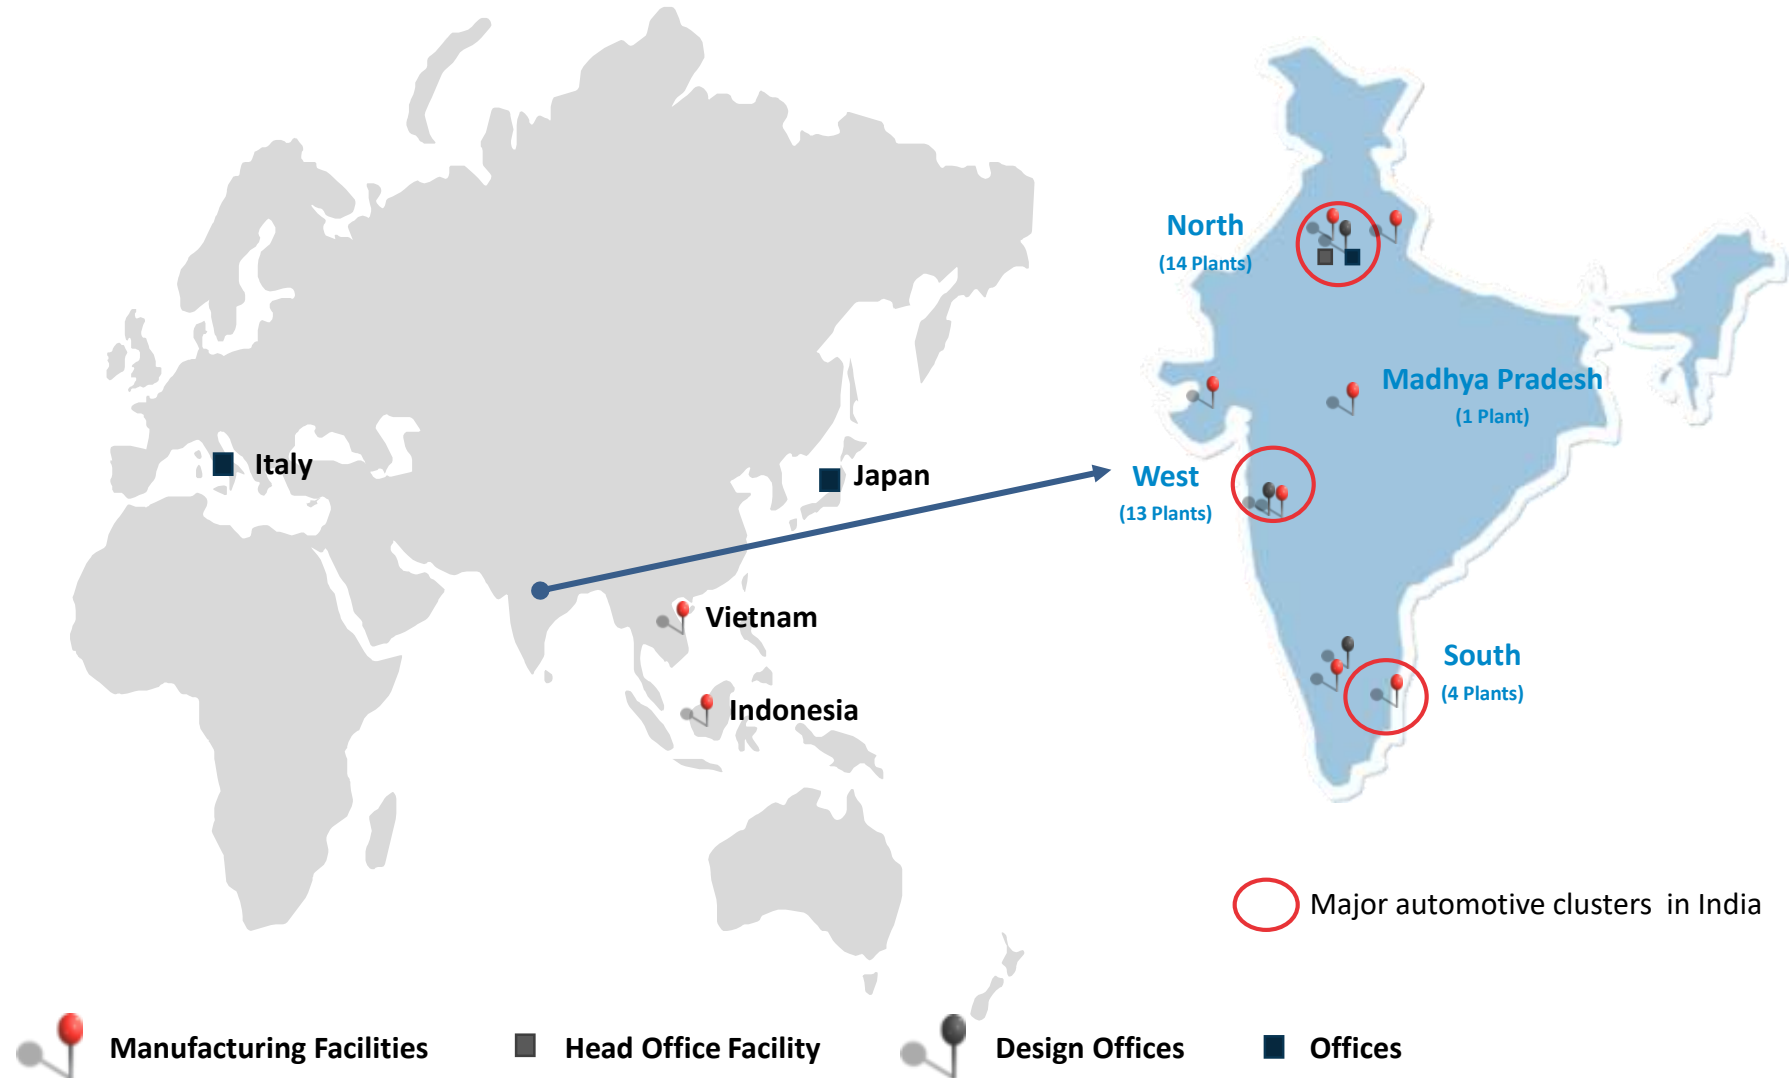 North
(14 Plants)
Madhya Pradesh
(1 Plant)
Italy
Japan
West
(13 Plants)
Vietnam
South
(4 Plants)
Indonesia
Major automotive clusters in India
Manufacturing Facilities
Head Office Facility
Design Offices
Offices